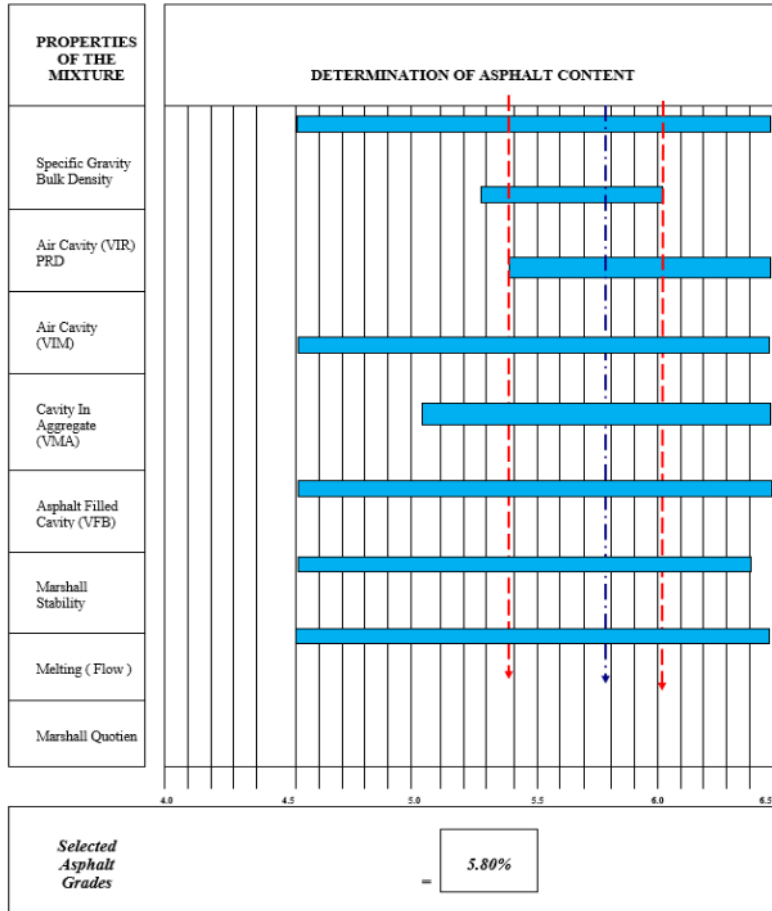 PROPERTIES
OF THE
MIXTURE
DETERMINATION OF ASPHALT CONTENT
Specific Gravity
Bulk Density
Air Cavity (VIR)
PRD
Air Cavity
(VIM)
Cavity In
Aggregate
(VMA)
Asphalt Filled
Cavity (VFB)
Marshall
Stability
Melting ( Flow )
Marshall Quotien
4.0 4.5 5.0 5.5 6.0 6.5
Selected
Asphalt
Grades
= 5.80%